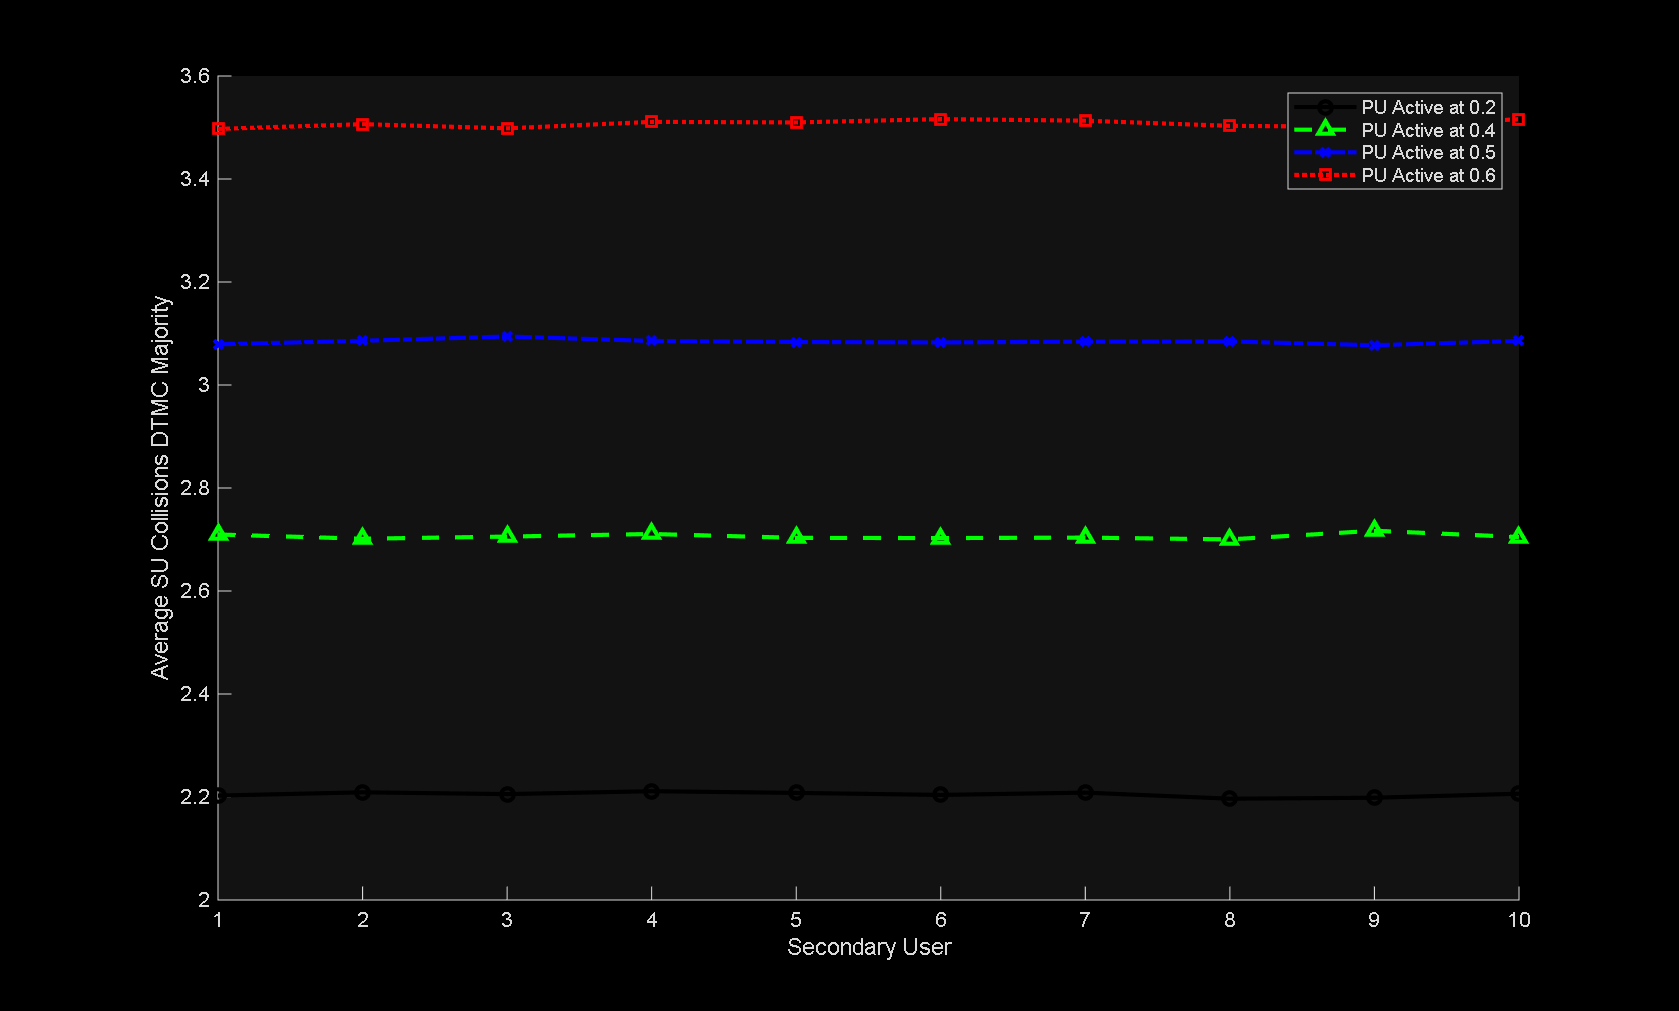 3.6
3.4
3.2
3
2.8
2.6
2.4
2.2
2
Average SU Collisions DTMC Majority
PU Active at 0.2
PU Active at 0.4
PU Active at 0.5
PU Active at 0.6
1 2 3 4 5 6 7 8 9 10
Secondary User